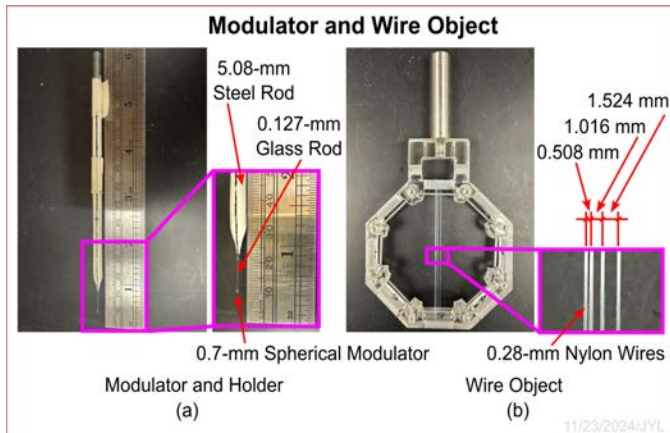 Modulator and Wire Object
5.08-mm
Steel Rod
0.127-mm
Glass Rod
1.524 mm
1.016 mm
0.508 mm
0.7-mm Spherical Modulator
0.28-mm Nylon Wires
Modulator and Holder
(a)
Wire Object
(b)
11/23/2024/JYL